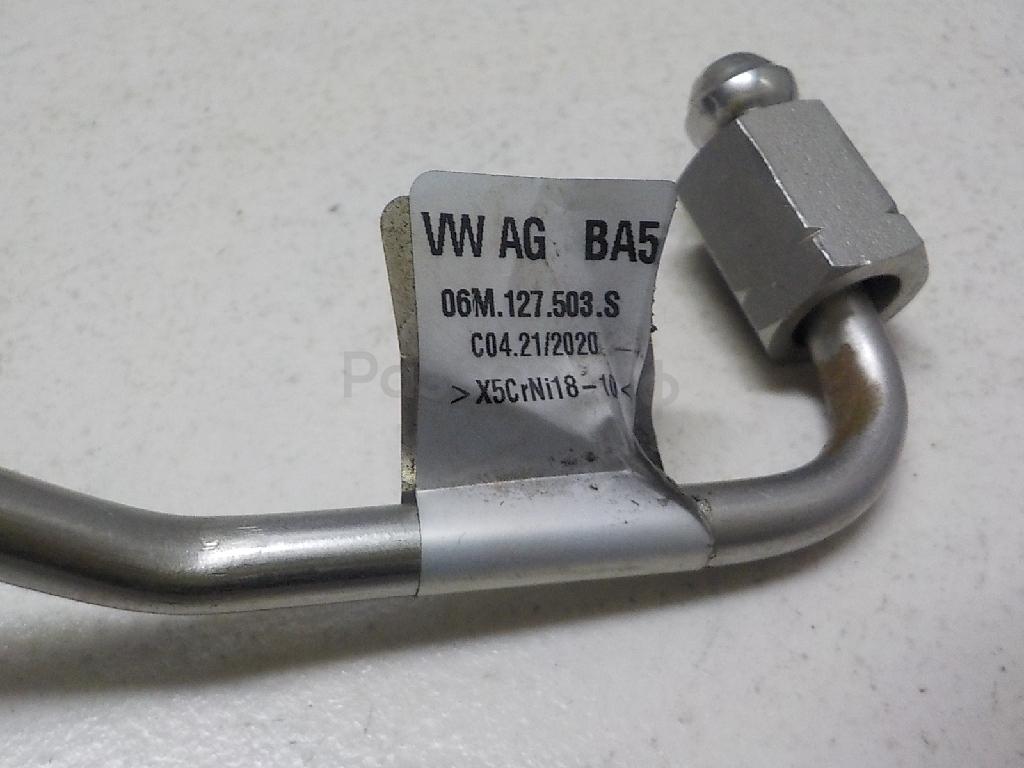 VW AG BA5
06M.127.503.S
C04.21/2020
>X5CrNi18-10<